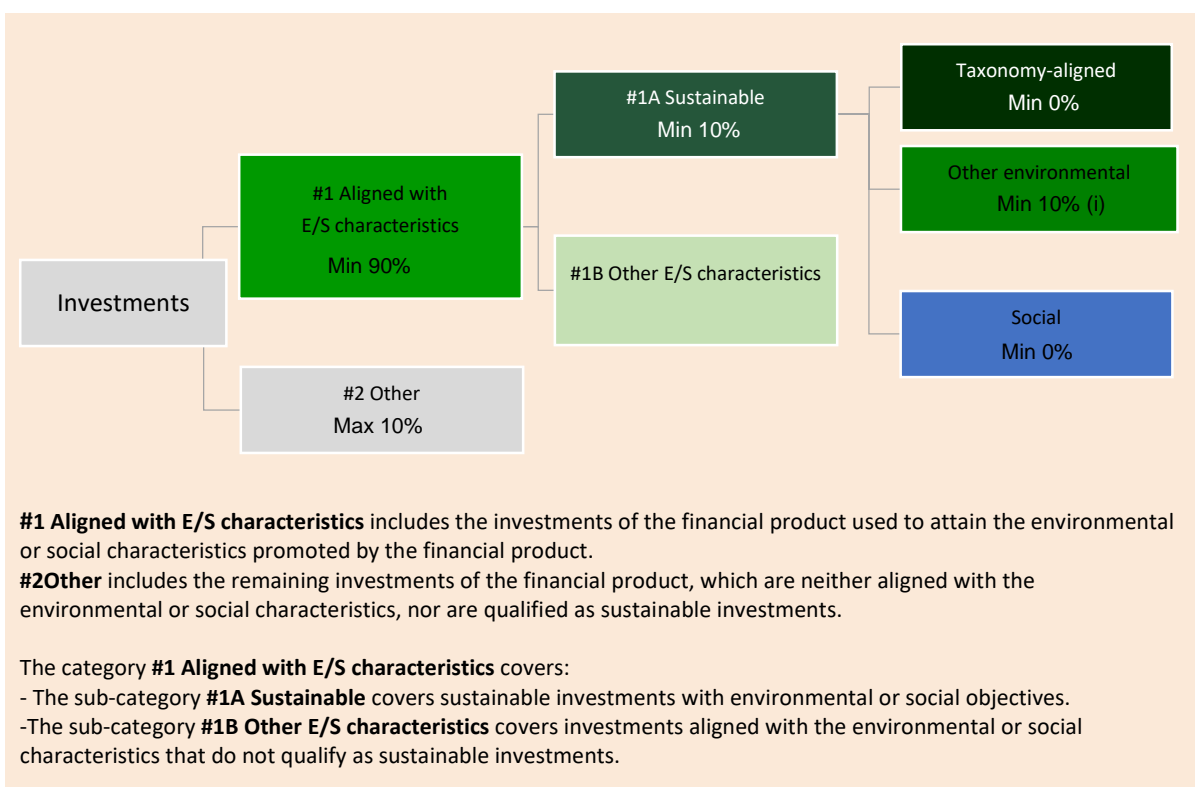 Taxonomy-aligned
Min 0%
#1A Sustainable
Min 10%
Other environmental
Min 10% (i)
#1 Aligned with
E/S characteristics
Min 90%
#1B Other E/S characteristics
Investments
Social
Min 0%
#2 Other
Max 10%
#1 Aligned with E/S characteristics includes the investments of the financial product used to attain the environmental
or social characteristics promoted by the financial product.
#2Other includes the remaining investments of the financial product, which are neither aligned with the
environmental or social characteristics, nor are qualified as sustainable investments.
The category #1 Aligned with E/S characteristics covers:
- The sub-category #1A Sustainable covers sustainable investments with environmental or social objectives.
-The sub-category #1B Other E/S characteristics covers investments aligned with the environmental or social
characteristics that do not qualify as sustainable investments.